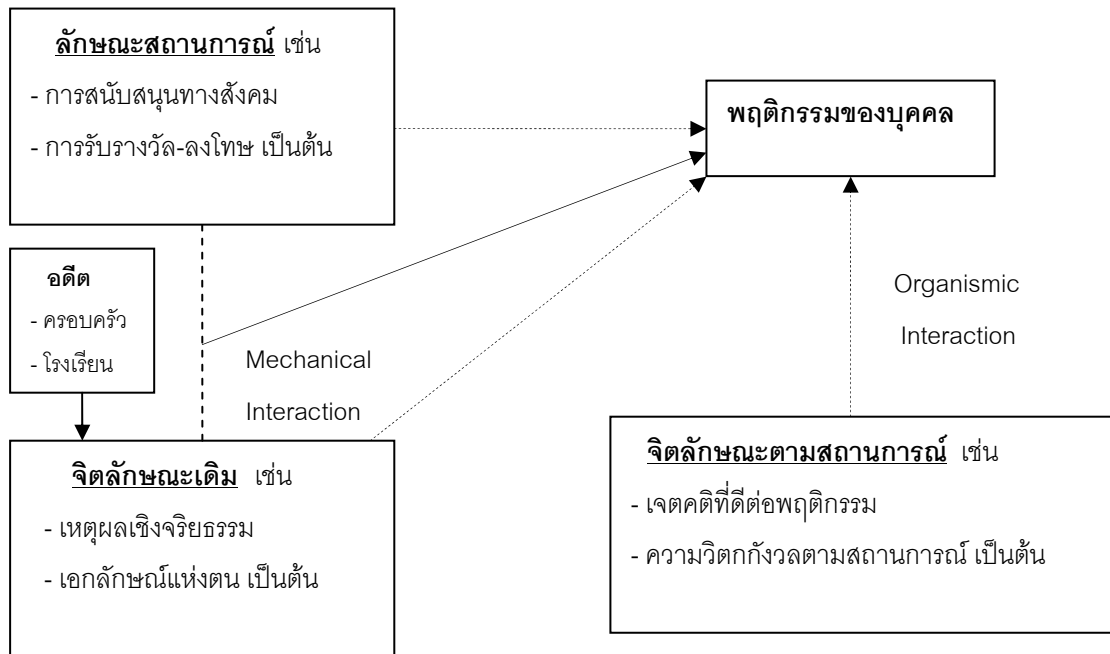 ลักษณะสถานการณ์ เช่น
- การสนับสนุนทางสังคม
- การรับรางวัล-ลงโทษ เป็นต้น
พฤติกรรมของบุคคล
อดีต
- ครอบครัว
- โรงเรียน
Mechanical
Interaction
Organismic
Interaction
จิตลักษณะเดิม เช่น
- เหตุผลเชิงจริยธรรม
- เอกลักษณ์แห่งตน เป็นต้น
จิตลักษณะตามสถานการณ์ เช่น
- เจตคติที่ดีต่อพฤติกรรม
- ความวิตกกังวลตามสถานการณ์ เป็นต้น